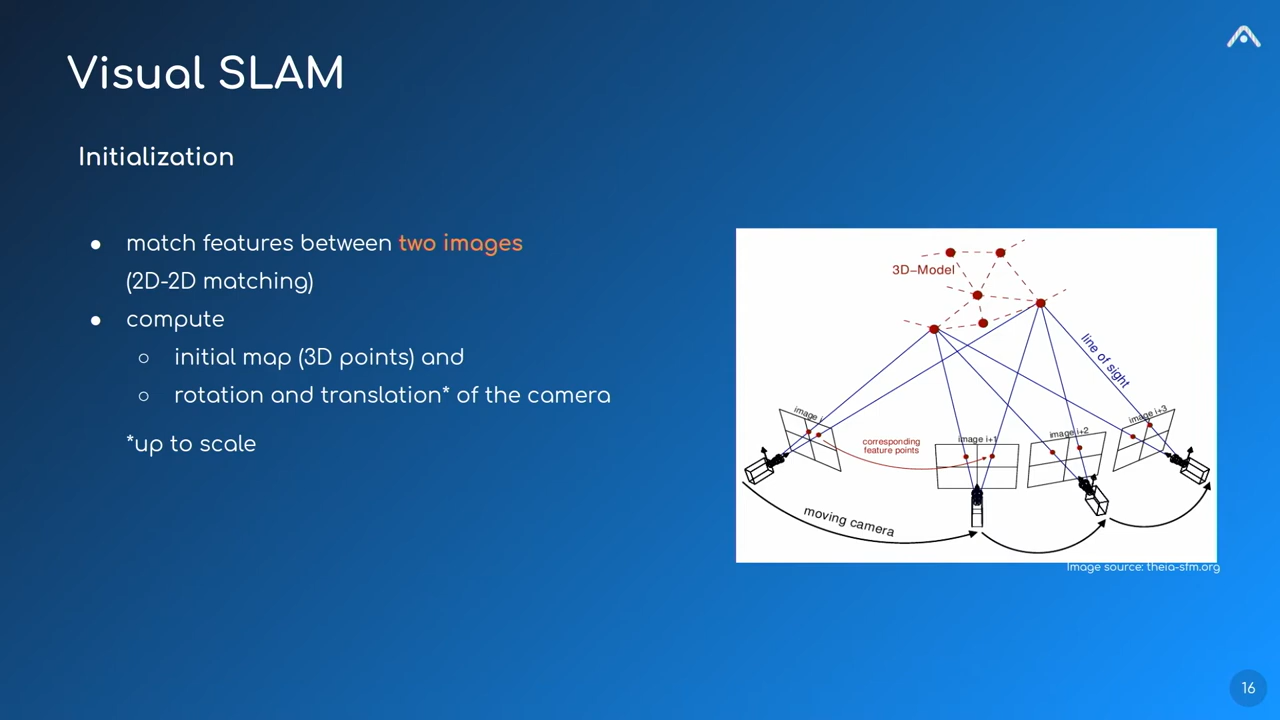 Visual SLAM
Initialization
● match features between two images
(2D-2D matching)
● compute
○ initial map (3D points) and
○ rotation and translation* of the camera
*up to scale
3D-Model
line of sight
image i
corresponding
feature points
image i+1
image i+2
image i+3
moving camera
Image source: theia-sfm.org
16